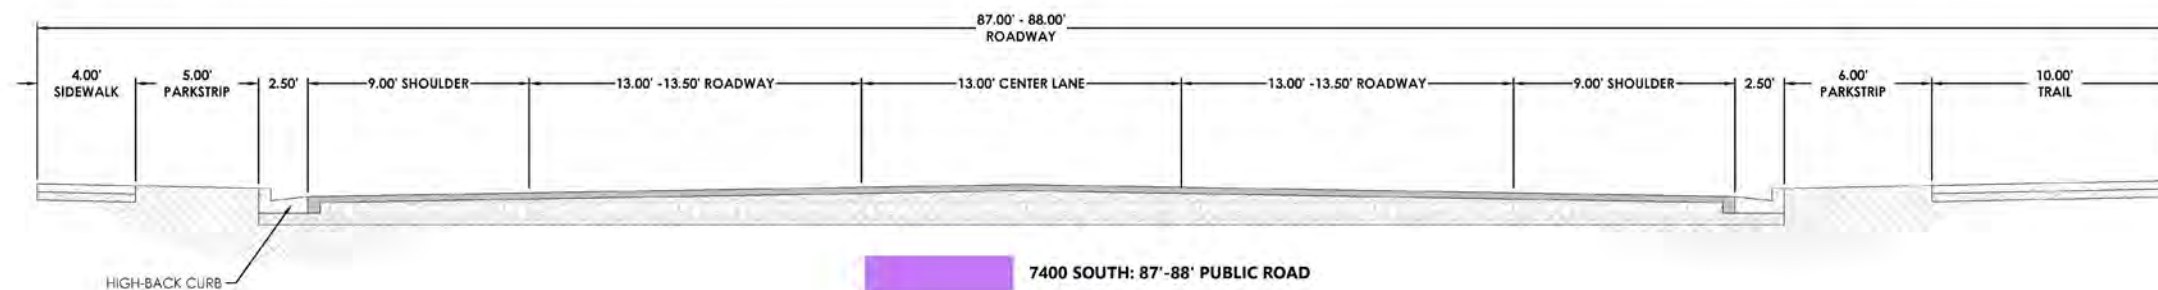 87.00' - 88.00'
ROADWAY
4.00'
SIDEWALK
5.00'
PARKSTRIP
2.50'
9.00' SHOULDER
13.00' -13.50' ROADWAY
13.00' CENTER LANE
13.00' -13.50' ROADWAY
9.00' SHOULDER
2.50'
6.00'
PARKSTRIP
10.00'
TRAIL
HIGH-BACK CURB
7400 SOUTH: 87'-88' PUBLIC ROAD